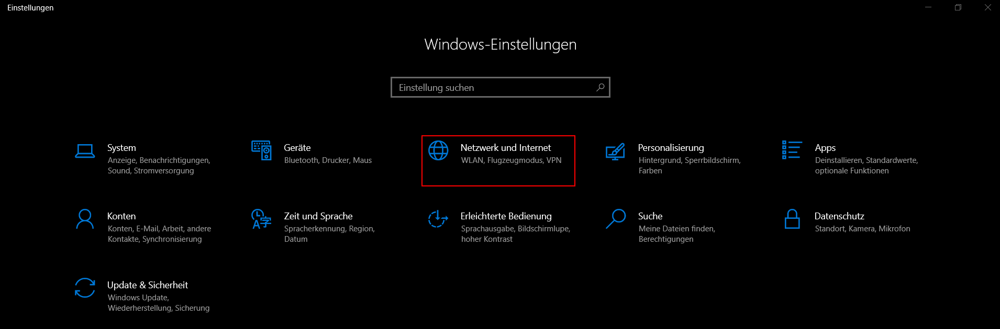 Einstellungen
Windows-Einstellungen
Einstellung suchen
System
Anzeige, Benachrichtigungen,
Sound, Stromversorgung
Geräte
Bluetooth, Drucker, Maus
Netzwerk und Internet
WLAN, Flugzeugmodus, VPN
Personalisierung
Hintergrund, Sperrbildschirm,
Farben
Apps
Deinstallieren, Standardwerte,
optionale Funktionen
Konten
Konten, E-Mail, Arbeit, andere
Kontakte, Synchronisierung
Zeit und Sprache
Spracherkennung, Region,
Datum
Erleichterte Bedienung
Sprachausgabe, Bildschirmlupe,
hoher Kontrast
Suche
Meine Dateien finden,
Berechtigungen
Datenschutz
Standort, Kamera, Mikrofon
Update & Sicherheit
Windows Update,
Wiederherstellung, Sicherung